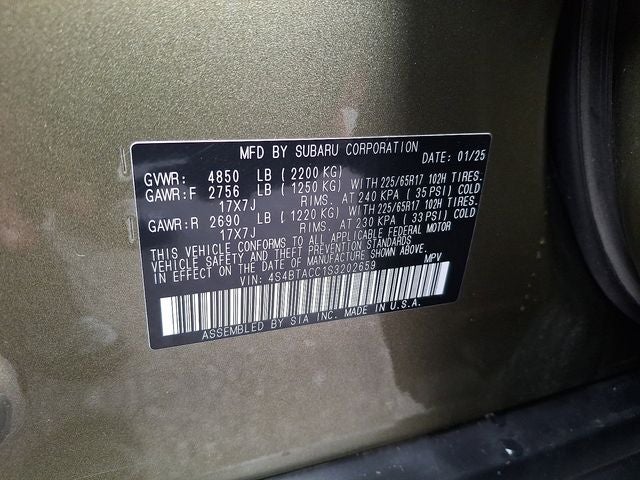 MFD BY SUBARU CORPORATION DATE: 01/25
GVWR: 4850 LB ( 2200 KG)
GAWR:F 2756 LB ( 1250 KG) WITH 225/65R17 102H TIRES.
17X7J RIMS. AT 240 KPA ( 35 PSI) COLD
GAWR:R 2690 LB ( 1220 KG) WITH 225/65R17 102H TIRES.
17X7J RIMS. AT 230 KPA ( 33 PSI) COLD
THIS VEHICLE CONFORMS TO ALL APPLICABLE FEDERAL MOTOR
VEHICLE SAFETY AND THEFT PREVENTION STANDARDS
IN EFFECT ON THE DATE OF MANUFACTURE SHOWN ABOVE.
VIN: 4S4BTACC1S3202659 MPV
ASSEMBLED BY SIA INC. MADE IN U.S.A.